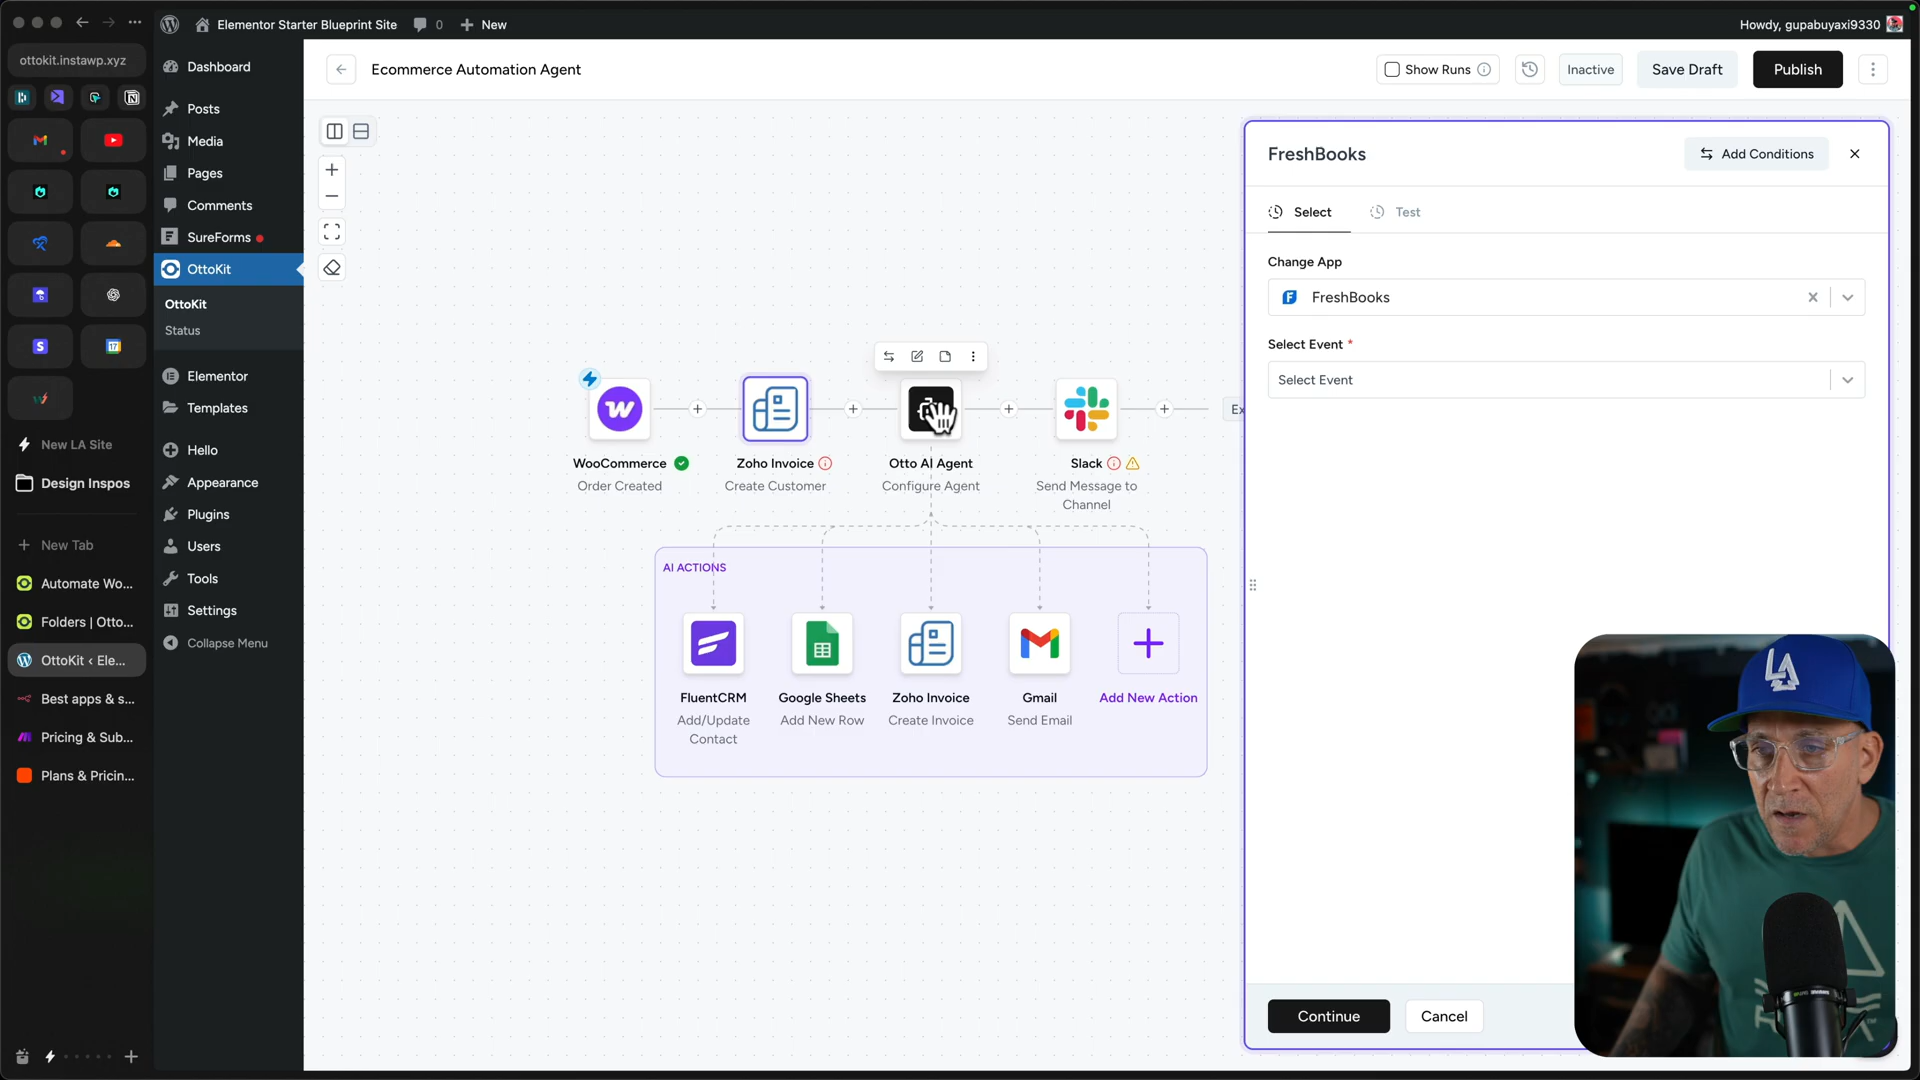 Elementor Starter Blueprint Site
0
New
Howdy, gupabuyaxi9330
ottokit.instawp.xyz
New LA Site
Design Inspos
New Tab
Automate Wo...
Folders | Otto...
OttoKit ‹ Ele...
Best apps & s...
Pricing & Sub...
Plans & Pricin...
Dashboard
Posts
Media
Pages
Comments
SureForms
OttoKit
OttoKit
Status
Elementor
Templates
Hello
Appearance
Plugins
Users
Tools
Settings
Collapse Menu
Ecommerce Automation Agent
Show Runs
Inactive
Save Draft
Publish
WooCommerce
Order Created
Zoho Invoice
Create Customer
Otto AI Agent
Configure Agent
Slack
Send Message to
Channel
Ex
AI ACTIONS
FluentCRM
Add/Update
Contact
Google Sheets
Add New Row
Zoho Invoice
Create Invoice
Gmail
Send Email
Add New Action
FreshBooks
Add Conditions
Select
Test
Change App
FreshBooks
Select Event *
Select Event
Continue
Cancel
LA
17